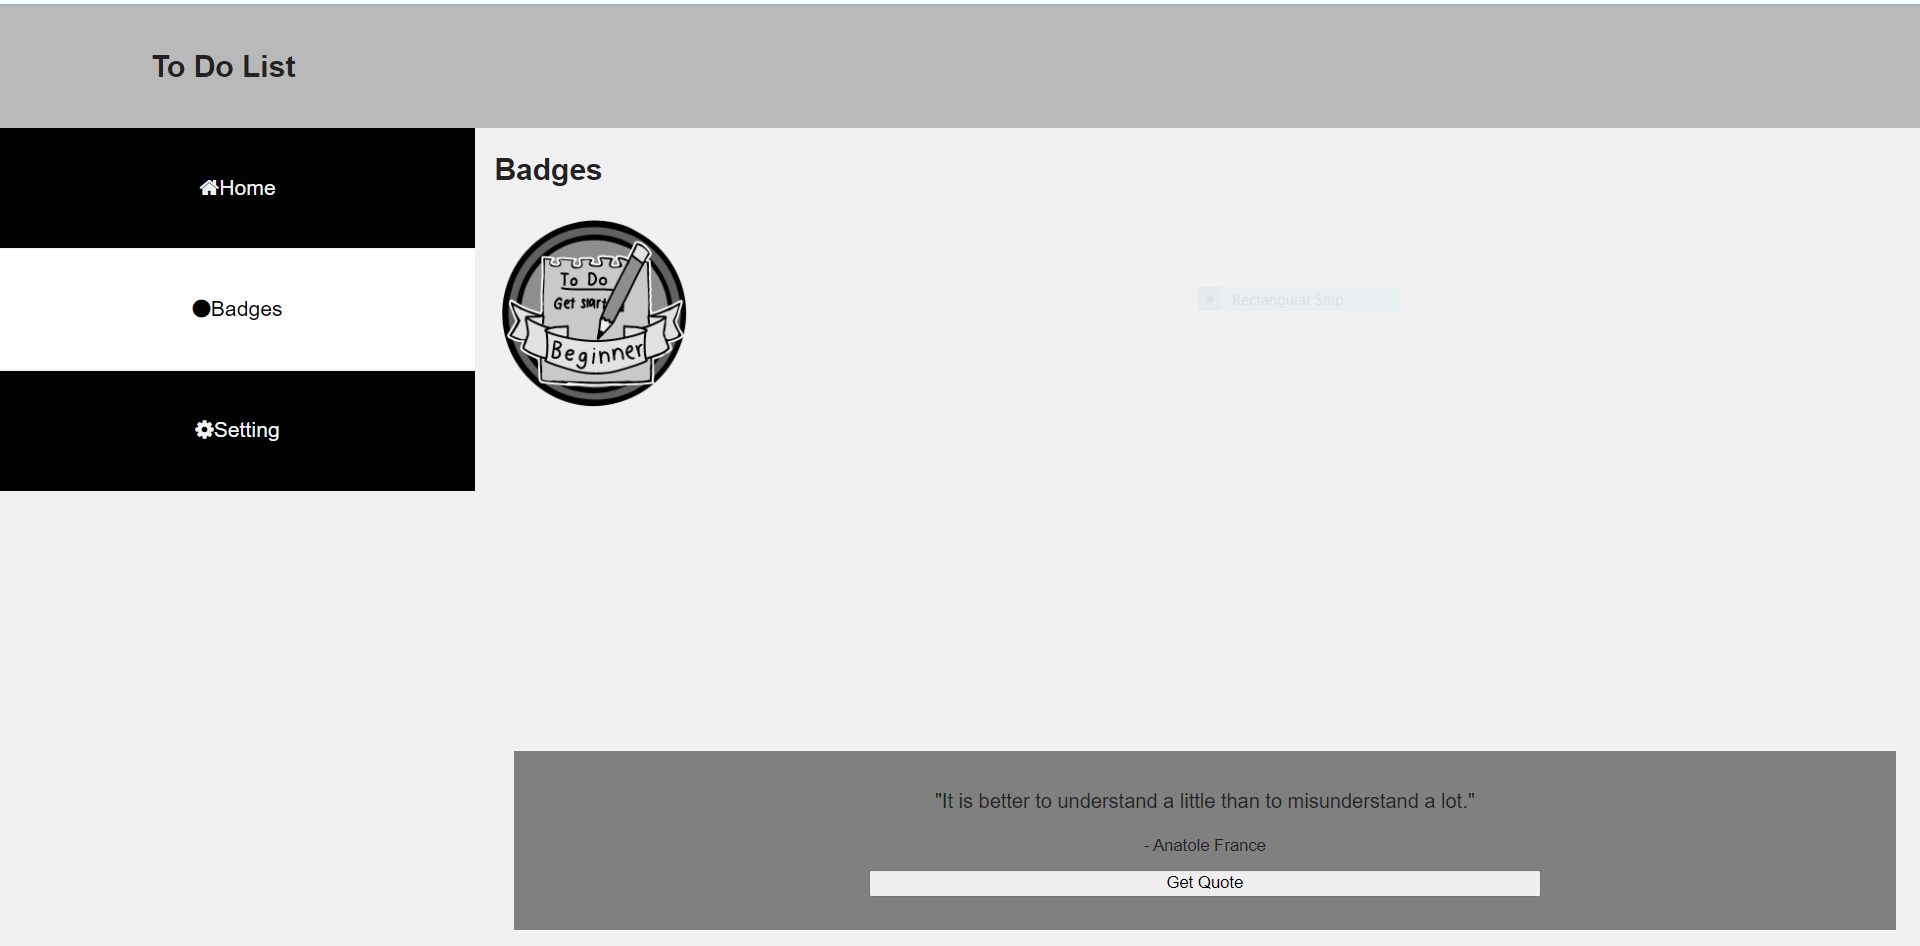 To Do List
Home
Badges
Setting
Badges
To Do
Get start
Beginner
Rectangular Snip
"It is better to understand a little than to misunderstand a lot."
- Anatole France
Get Quote